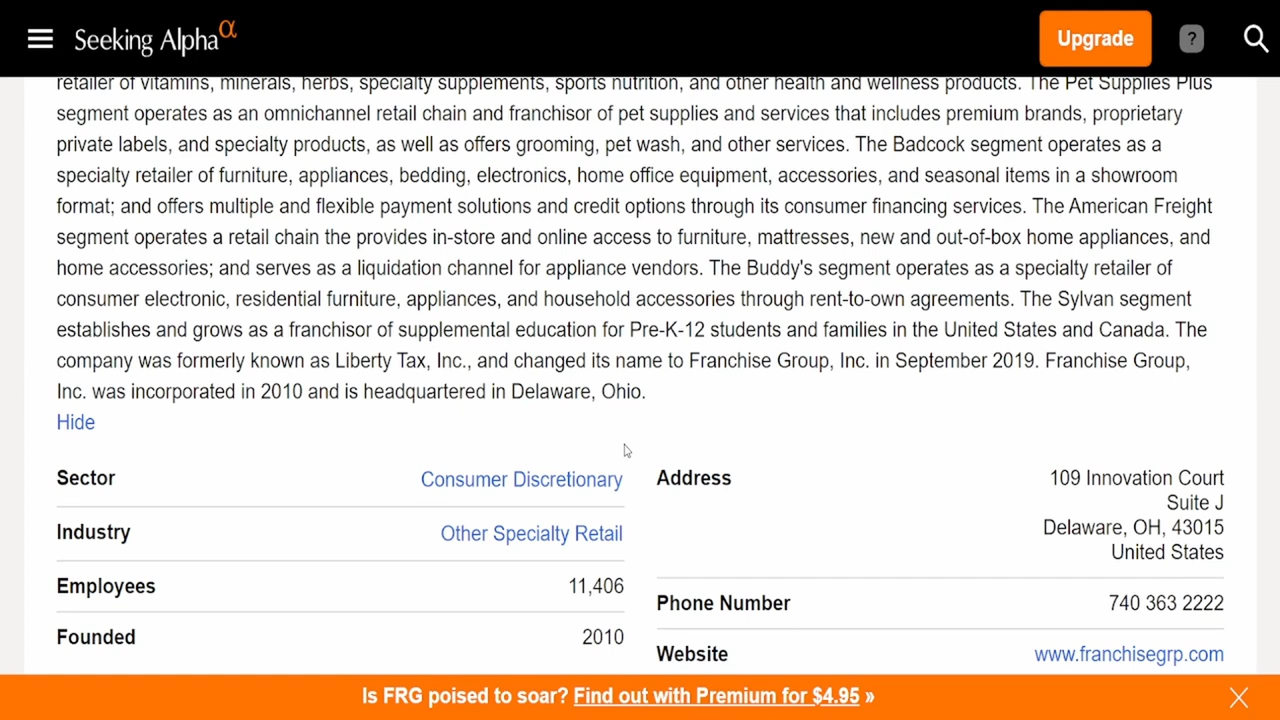 Seeking Alpha α
Upgrade
?
retailer of vitamins, minerals, herbs, specialty supplements, sports nutrition, and other health and wellness products. The Pet Supplies Plus
segment operates as an omnichannel retail chain and franchisor of pet supplies and services that includes premium brands, proprietary
private labels, and specialty products, as well as offers grooming, pet wash, and other services. The Badcock segment operates as a
specialty retailer of furniture, appliances, bedding, electronics, home office equipment, accessories, and seasonal items in a showroom
format; and offers multiple and flexible payment solutions and credit options through its consumer financing services. The American Freight
segment operates a retail chain the provides in-store and online access to furniture, mattresses, new and out-of-box home appliances, and
home accessories; and serves as a liquidation channel for appliance vendors. The Buddy's segment operates as a specialty retailer of
consumer electronic, residential furniture, appliances, and household accessories through rent-to-own agreements. The Sylvan segment
establishes and grows as a franchisor of supplemental education for Pre-K-12 students and families in the United States and Canada. The
company was formerly known as Liberty Tax, Inc., and changed its name to Franchise Group, Inc. in September 2019. Franchise Group,
Inc. was incorporated in 2010 and is headquartered in Delaware, Ohio.
Hide
Sector Consumer Discretionary
Industry Other Specialty Retail
Employees 11,406
Founded 2010
Address 109 Innovation Court
Suite J
Delaware, OH, 43015
United States
Phone Number 740 363 2222
Website www.franchisegrp.com
Is FRG poised to soar? Find out with Premium for $4.95 »